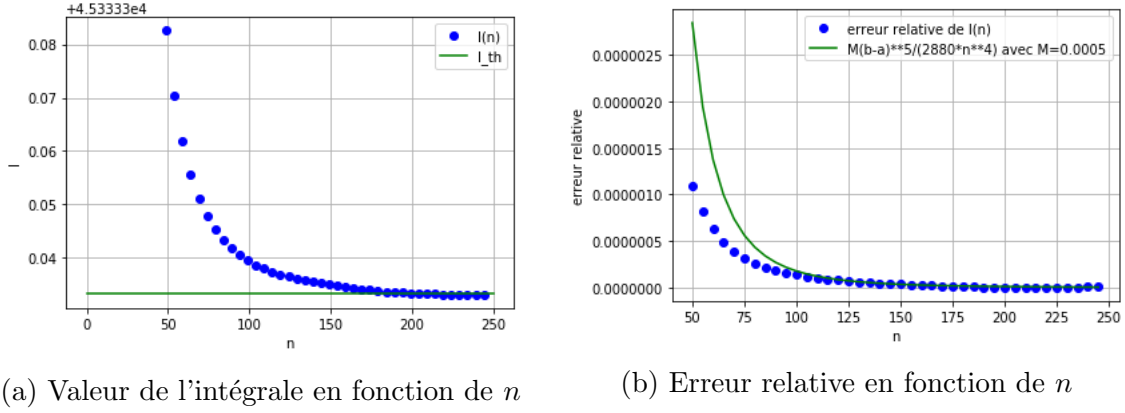 +4.53333e4
0.08
0.07
0.06
0.05
0.04
I
0
50
100
150
200
250
n
I(n)
I_th
(a) Valeur de l'intégrale en fonction de n
0.0000025
0.0000020
0.0000015
0.0000010
0.0000005
0.0000000
erreur relative
50
75
100
125
150
175
200
225
250
n
erreur relative de I(n)
M(b-a)**5/(2880*n**4) avec M=0.0005
(b) Erreur relative en fonction de n